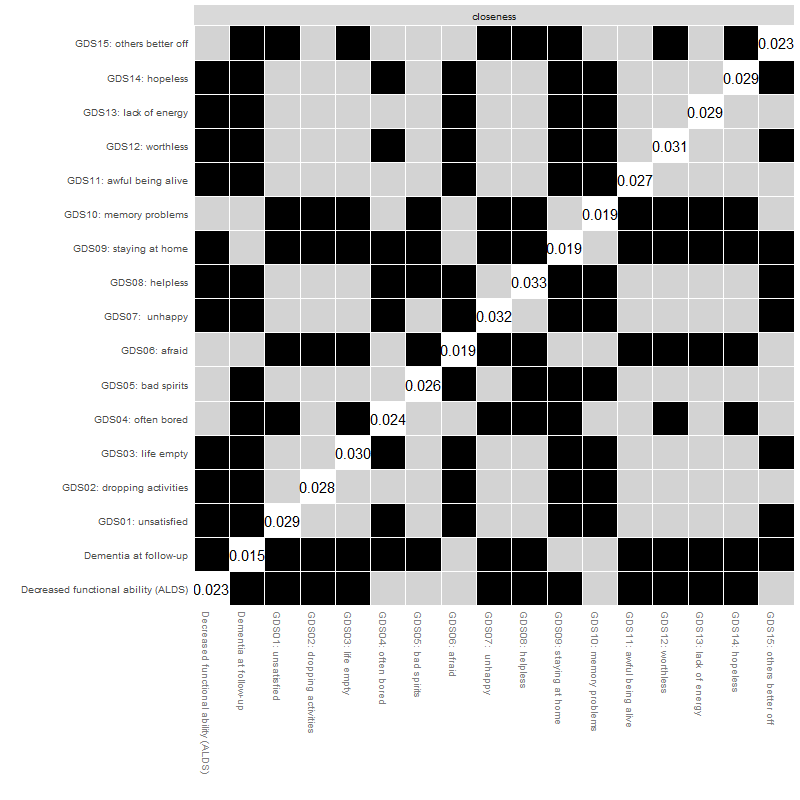 closeness
GDS15: others better off 0.023
GDS14: hopeless 0.029
GDS13: lack of energy 0.029
GDS12: worthless 0.031
GDS11: awful being alive 0.027
GDS10: memory problems 0.019
GDS09: staying at home 0.019
GDS08: helpless 0.033
GDS07:  unhappy 0.032
GDS06: afraid 0.019
GDS05: bad spirits 0.026
GDS04: often bored 0.024
GDS03: life empty 0.030
GDS02: dropping activities 0.028
GDS01: unsatisfied 0.029
Dementia at follow-up 0.015
Decreased functional ability (ALDS) 0.023
Decreased functional ability (ALDS)
Dementia at follow-up
GDS01: unsatisfied
GDS02: dropping activities
GDS03: life empty
GDS04: often bored
GDS05: bad spirits
GDS06: afraid
GDS07:  unhappy
GDS08: helpless
GDS09: staying at home
GDS10: memory problems
GDS11: awful being alive
GDS12: worthless
GDS13: lack of energy
GDS14: hopeless
GDS15: others better off